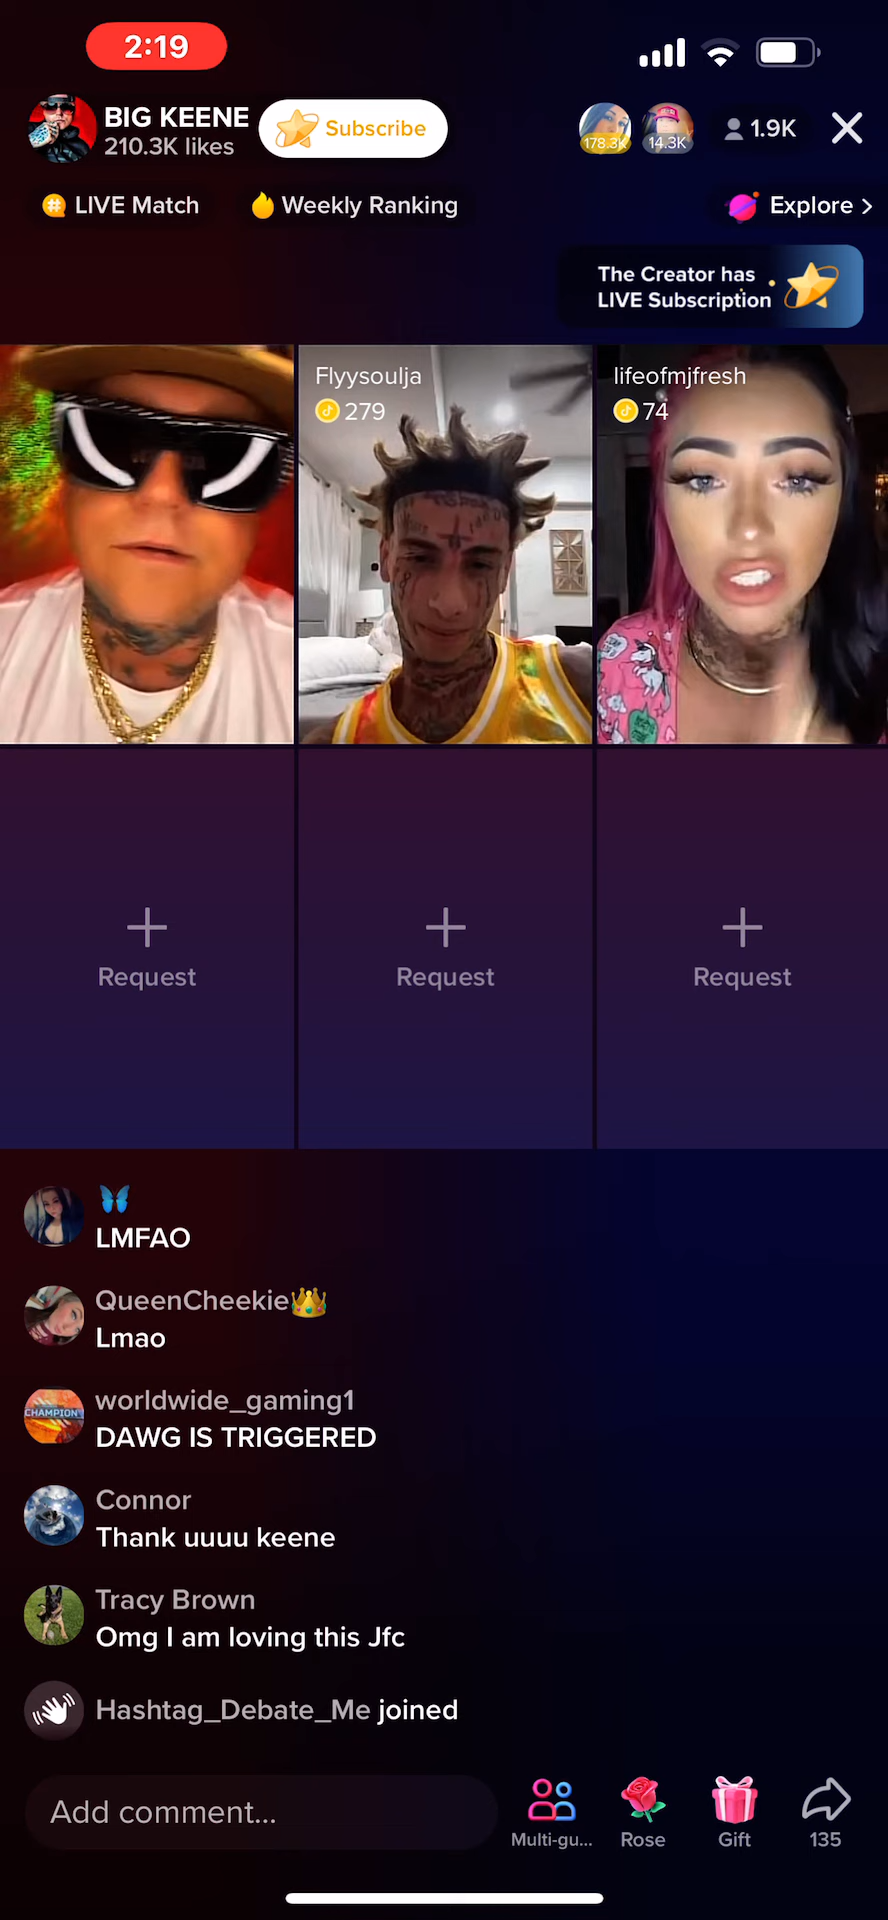 2:19
BIG KEENE
210.3K likes
Subscribe
178.3K
14.3K
1.9K
LIVE Match
Weekly Ranking
Explore >
The Creator has
LIVE Subscription
Flyysoulja
279
lifeofmjfresh
74
Request
Request
Request
LMFAO
QueenCheekie👑
Lmao
CHAMPION
worldwide_gaming1
DAWG IS TRIGGERED
Connor
Thank uuuu keene
Tracy Brown
Omg I am loving this Jfc
Hashtag_Debate_Me joined
Add comment...
Multi-gu...
Rose
Gift
135